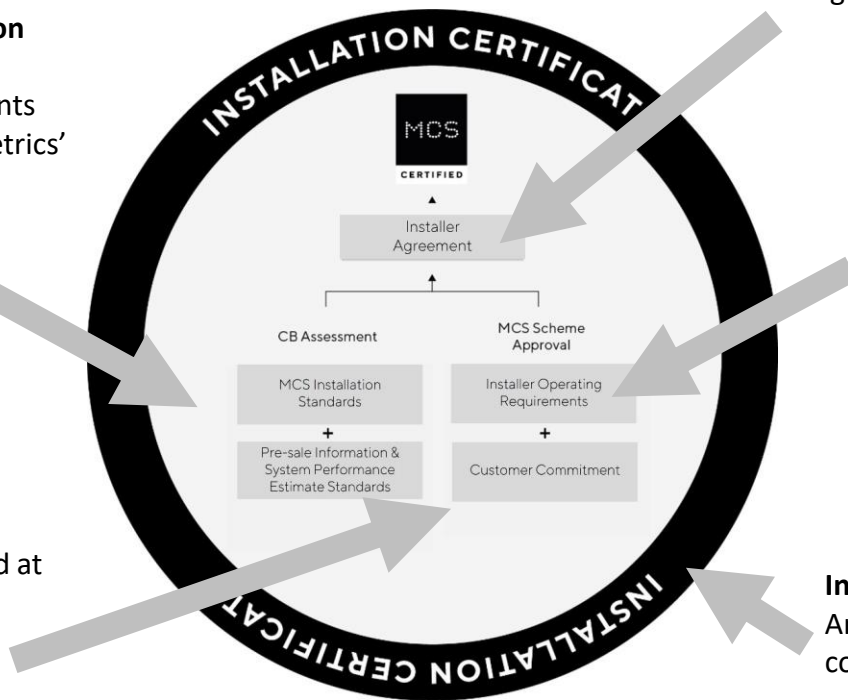 on
nts
etrics’
INSTALLATION CERTIFICAT
MCS
CERTIFIED
Installer
Agreement
CB Assessment
MCS Scheme
Approval
MCS Installation
Standards
Installer Operating
Requirements
+
+
Pre-sale Information &
System Performance
Estimate Standards
Customer Commitment
d at
In
Ar
co
INSTALLATION CERTIFICAT